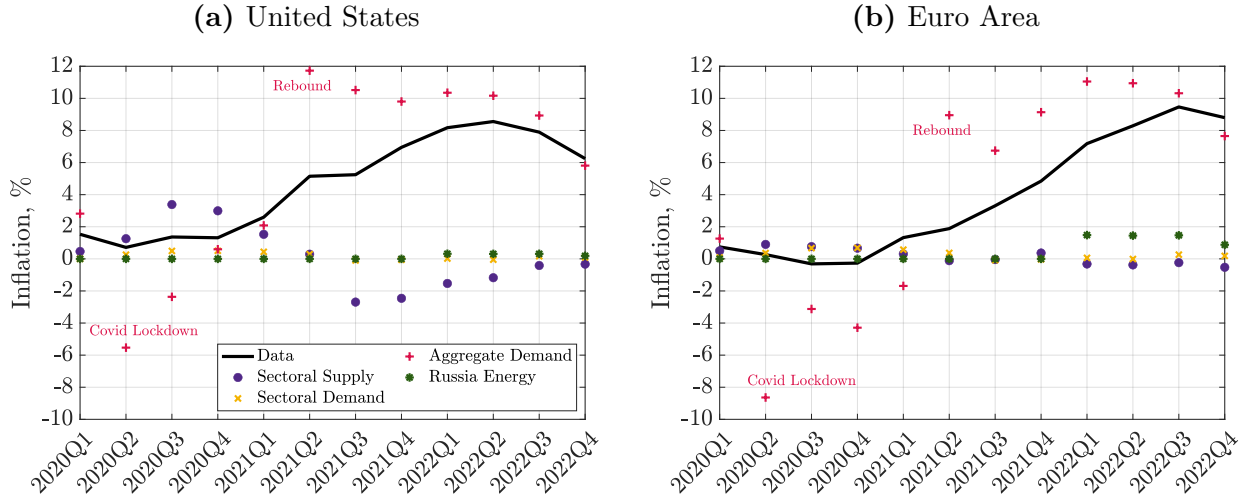 (a) United States
12
10
8
6
4
2
0
-2
-4
-6
-8
-10
Inflation, %
Rebound
Covid Lockdown
Data
Sectoral Supply
Sectoral Demand
Aggregate Demand
Russia Energy
2020Q1
2020Q2
2020Q3
2020Q4
2021Q1
2021Q2
2021Q3
2021Q4
2022Q1
2022Q2
2022Q3
2022Q4
(b) Euro Area
12
10
8
6
4
2
0
-2
-4
-6
-8
-10
Inflation, %
Rebound
Covid Lockdown
2020Q1
2020Q2
2020Q3
2020Q4
2021Q1
2021Q2
2021Q3
2021Q4
2022Q1
2022Q2
2022Q3
2022Q4